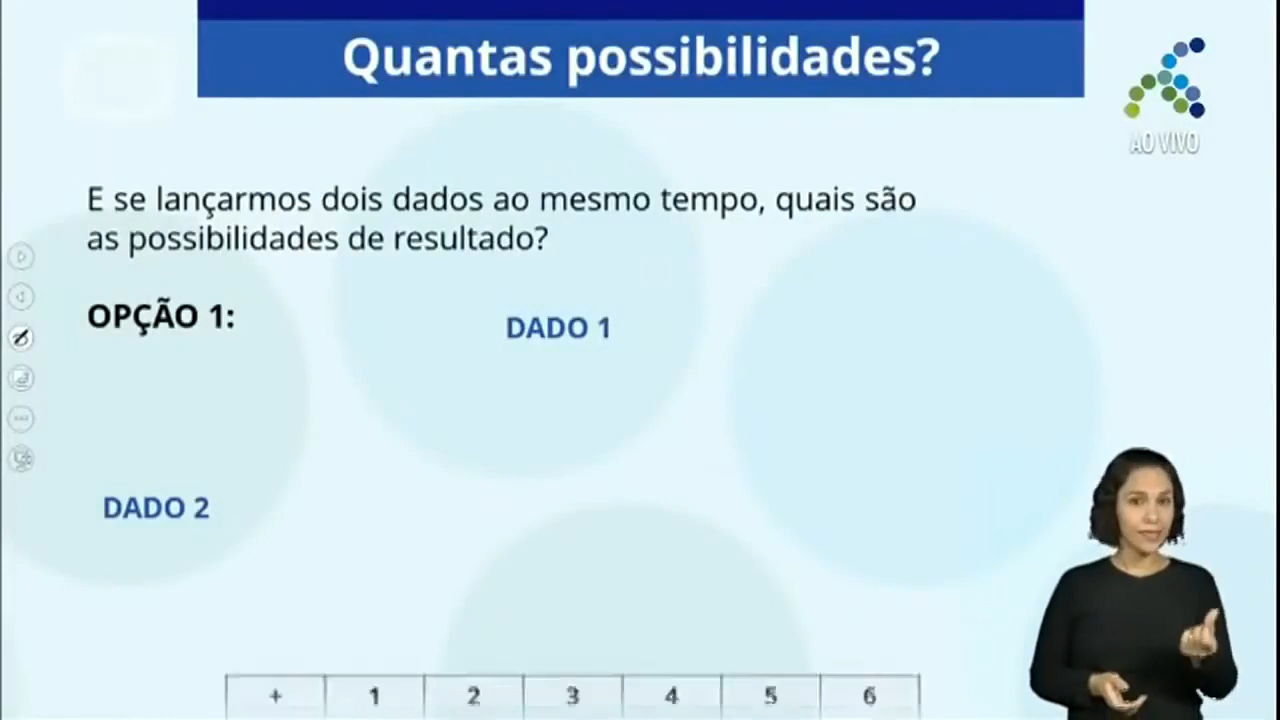 Quantas possibilidades?
AO VIVO
E se lançarmos dois dados ao mesmo tempo, quais são
as possibilidades de resultado?
OPÇÃO 1:
DADO 1
DADO 2
+ 1 2 3 4 5 6